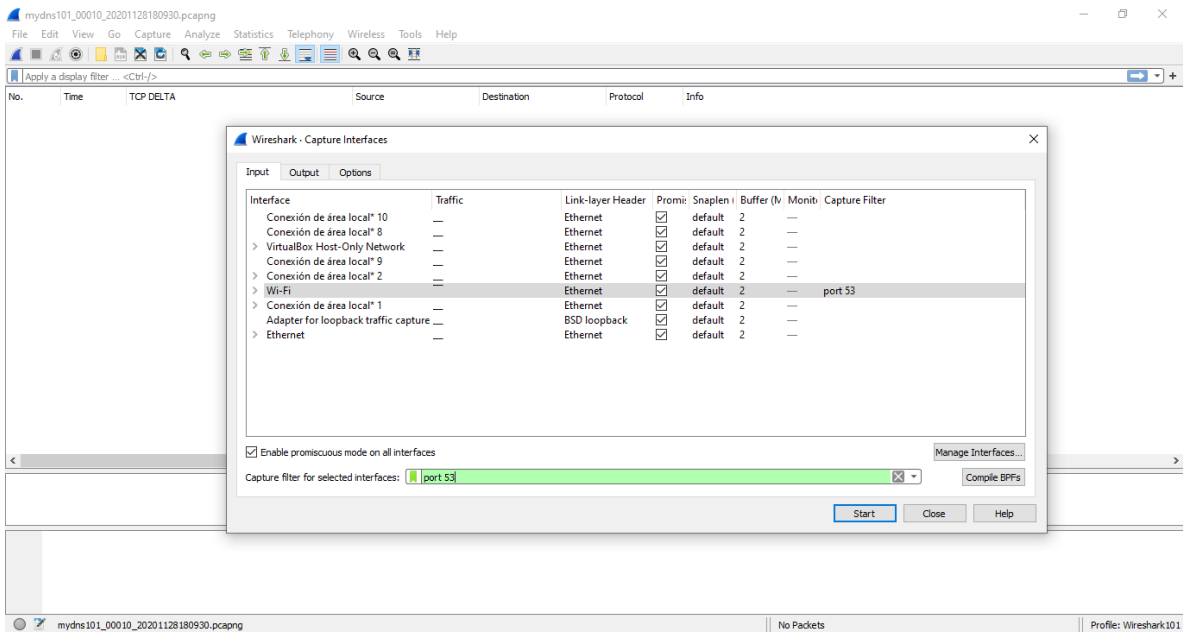 mydns101_00010_20201128180930.pcapng
File Edit View Go Capture Analyze Statistics Telephony Wireless Tools Help
Apply a display filter ... <Ctrl-/>
No. Time TCP DELTA Source Destination Protocol Info
Wireshark · Capture Interfaces
Input Output Options
Interface Traffic Link-layer Header Promi: Snaplen ( Buffer (M Monito Capture Filter
Conexión de área local* 10 Ethernet default 2 —
Conexión de área local* 8 Ethernet default 2 —
VirtualBox Host-Only Network Ethernet default 2 —
Conexión de área local* 9 Ethernet default 2 —
Conexión de área local* 2 Ethernet default 2 —
Wi-Fi Ethernet default 2 — port 53
Conexión de área local* 1 Ethernet default 2 —
Adapter for loopback traffic capture BSD loopback default 2 —
Ethernet Ethernet default 2 —
Enable promiscuous mode on all interfaces Manage Interfaces...
Capture filter for selected interfaces: port 53 Compile BPFs
Start Close Help
mydns101_00010_20201128180930.pcapng No Packets Profile: Wireshark101